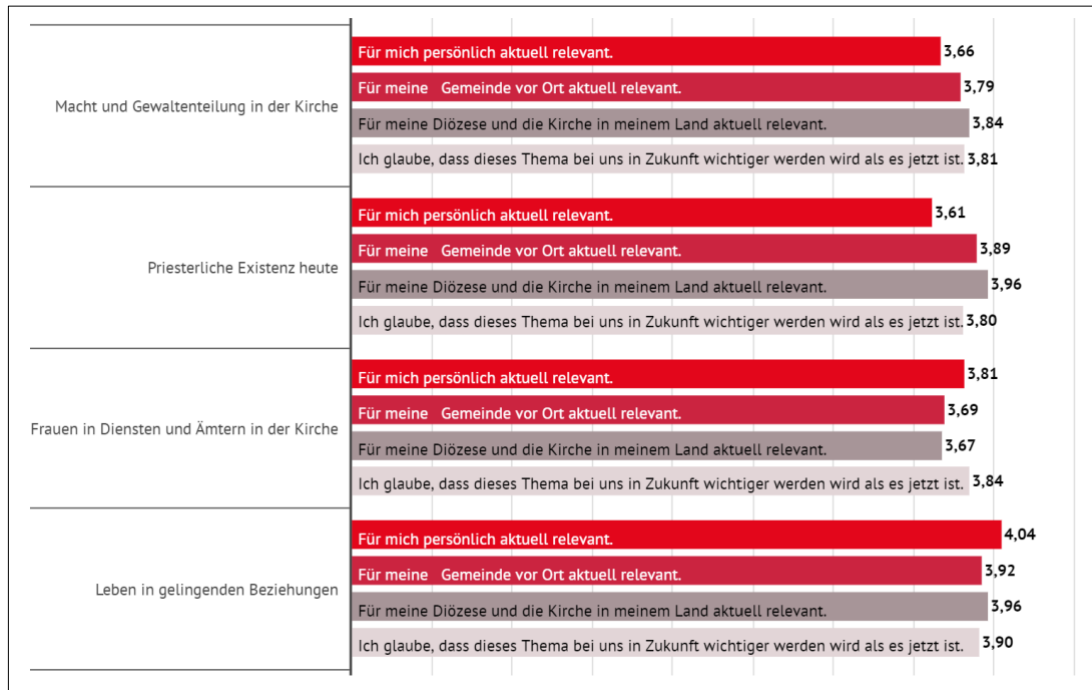 Macht und Gewaltenteilung in der Kirche
Für mich persönlich aktuell relevant. 3,66
Für meine Gemeinde vor Ort aktuell relevant. 3,79
Für meine Diözese und die Kirche in meinem Land aktuell relevant. 3,84
Ich glaube, dass dieses Thema bei uns in Zukunft wichtiger werden wird als es jetzt ist. 3,81
Priesterliche Existenz heute
Für mich persönlich aktuell relevant. 3,61
Für meine Gemeinde vor Ort aktuell relevant. 3,89
Für meine Diözese und die Kirche in meinem Land aktuell relevant. 3,96
Ich glaube, dass dieses Thema bei uns in Zukunft wichtiger werden wird als es jetzt ist. 3,80
Frauen in Diensten und Ämtern in der Kirche
Für mich persönlich aktuell relevant. 3,81
Für meine Gemeinde vor Ort aktuell relevant. 3,69
Für meine Diözese und die Kirche in meinem Land aktuell relevant. 3,67
Ich glaube, dass dieses Thema bei uns in Zukunft wichtiger werden wird als es jetzt ist. 3,84
Leben in gelingenden Beziehungen
Für mich persönlich aktuell relevant. 4,04
Für meine Gemeinde vor Ort aktuell relevant. 3,92
Für meine Diözese und die Kirche in meinem Land aktuell relevant. 3,96
Ich glaube, dass dieses Thema bei uns in Zukunft wichtiger werden wird als es jetzt ist. 3,90